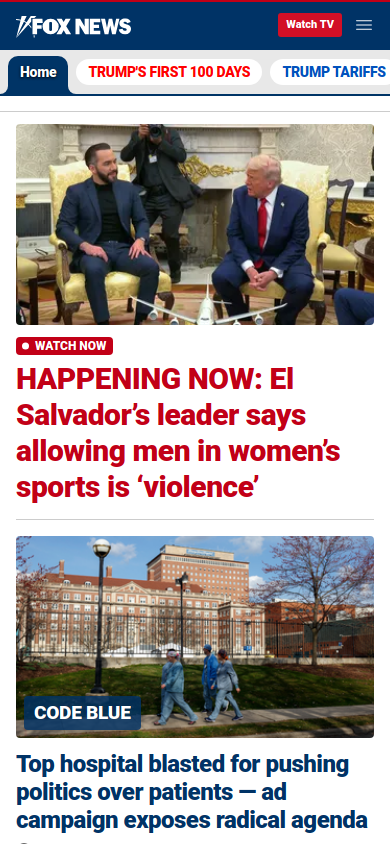 FOX NEWS
Watch TV
Home
TRUMP'S FIRST 100 DAYS
TRUMP TARIFFS
WATCH NOW
HAPPENING NOW: El
Salvador’s leader says
allowing men in women’s
sports is ‘violence’
CODE BLUE
Top hospital blasted for pushing
politics over patients — ad
campaign exposes radical agenda